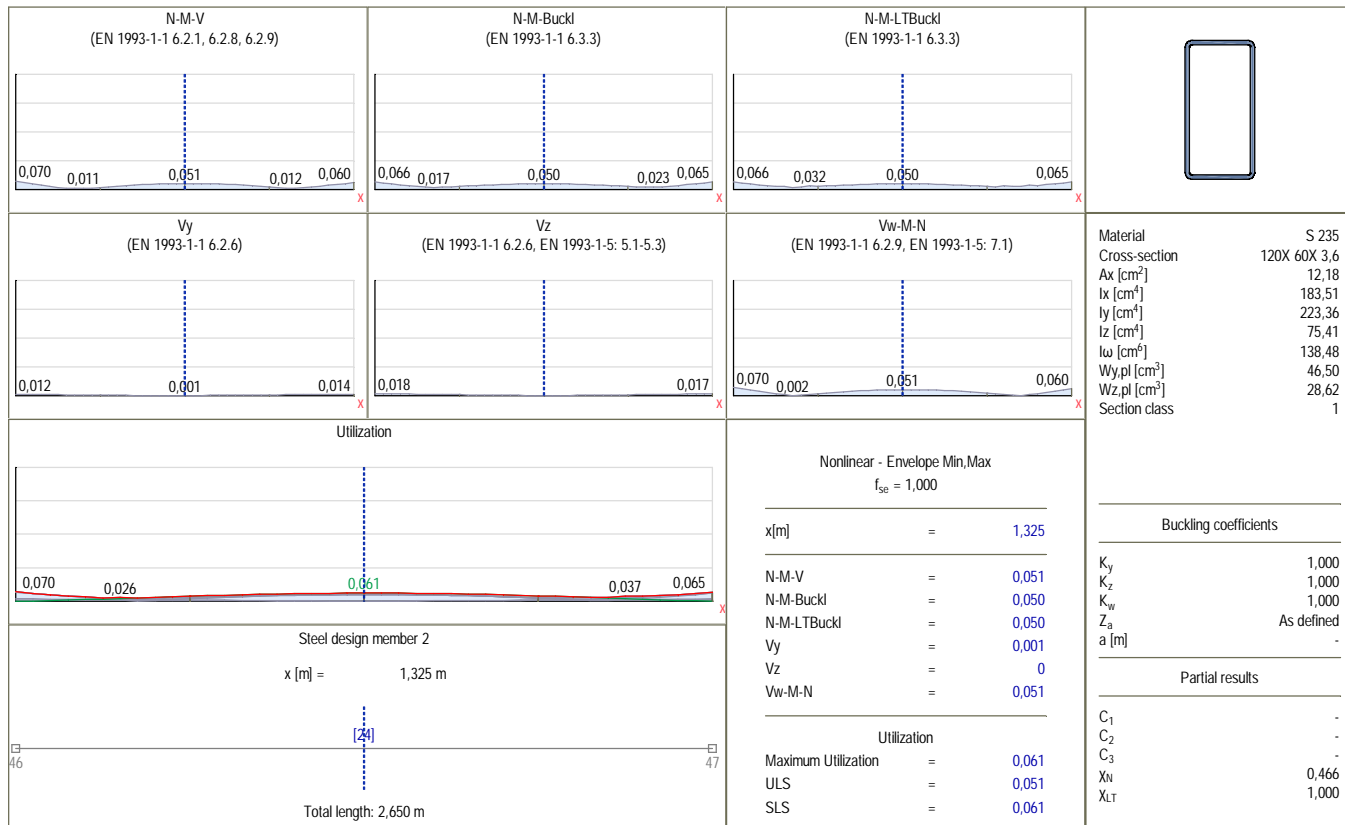 N-M-V
(EN 1993-1-1 6.2.1, 6.2.8, 6.2.9)
0,070
0,011
0,051
0,012
0,060
x
N-M-Buckl
(EN 1993-1-1 6.3.3)
0,066
0,017
0,050
0,023
0,065
x
N-M-LTBuckl
(EN 1993-1-1 6.3.3)
0,066
0,032
0,050
0,065
x
Vy
(EN 1993-1-1 6.2.6)
0,012
0,001
0,014
x
Vz
(EN 1993-1-1 6.2.6, EN 1993-1-5: 5.1-5.3)
0,018
0,017
x
Vw-M-N
(EN 1993-1-1 6.2.9, EN 1993-1-5: 7.1)
0,070
0,002
0,051
0,060
x
Material S 235
Cross-section 120X 60X 3,6
Ax [cm²] 12,18
Ix [cm⁴] 183,51
Iy [cm⁴] 223,36
Iz [cm⁴] 75,41
Iω [cm⁶] 138,48
Wy,pl [cm³] 46,50
Wz,pl [cm³] 28,62
Section class 1
Utilization
0,070
0,026
0,061
0,037
0,065
x
Steel design member 2
x [m] = 1,325 m
[24]
46
47
Total length: 2,650 m
Nonlinear - Envelope Min,Max
fse = 1,000
x[m] = 1,325
N-M-V = 0,051
N-M-Buckl = 0,050
N-M-LTBuckl = 0,050
Vy = 0,001
Vz = 0
Vw-M-N = 0,051
Utilization
Maximum Utilization = 0,061
ULS = 0,051
SLS = 0,061
Buckling coefficients
Ky 1,000
Kz 1,000
Kw 1,000
Za As defined
a [m] -
Partial results
C1 -
C2 -
C3 -
χN 0,466
χLT 1,000